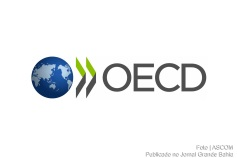 OECD
Foto | ASCOM
Publicado no Jornal Grande Bahia